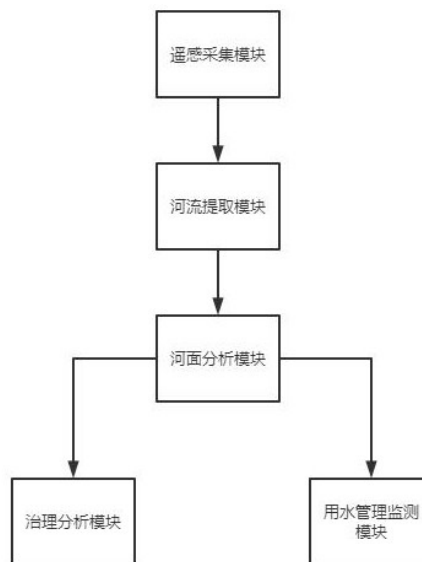 遥感采集模块
河流提取模块
河面分析模块
治理分析模块
用水管理监测
模块